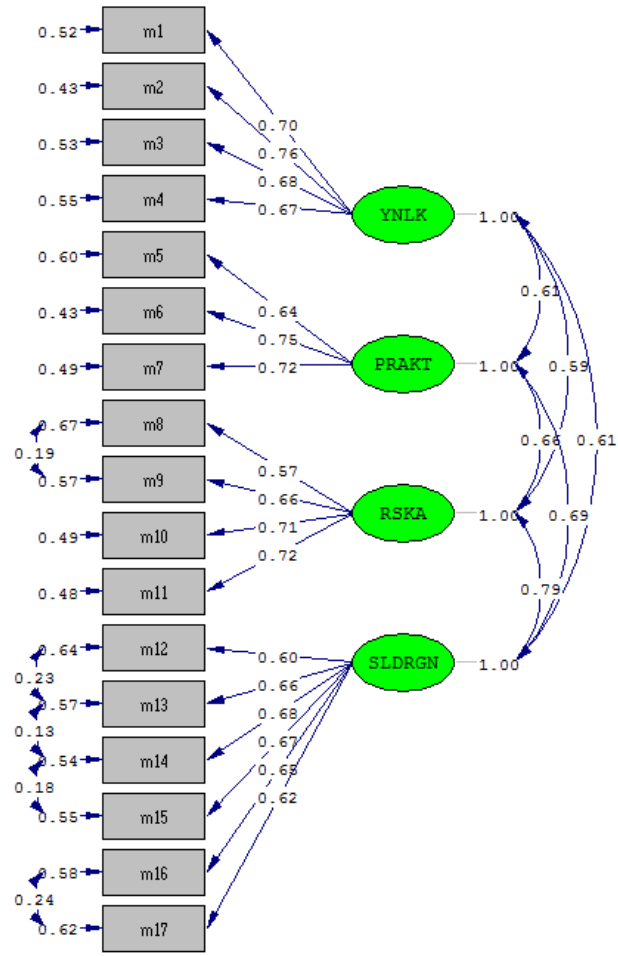 0.52 m1
0.43 m2
0.70
0.53 m3
0.76
0.68
0.55 m4
0.67
YNLK 1.00
0.60 m5
0.61
0.43 m6
0.64
0.75
0.49 m7
0.72
PRAKT 1.00
0.59
0.67 m8
0.66
0.61
0.19
0.57
0.57 m9
0.66
RSKA 1.00
0.69
0.49 m10
0.71
0.72
0.48 m11
0.79
0.64 m12
0.60
SLDRGN 1.00
0.23
0.66
0.57 m13
0.68
0.13
0.67
0.54 m14
0.65
0.18
0.62
0.55 m15
0.58 m16
0.24
0.62 m17